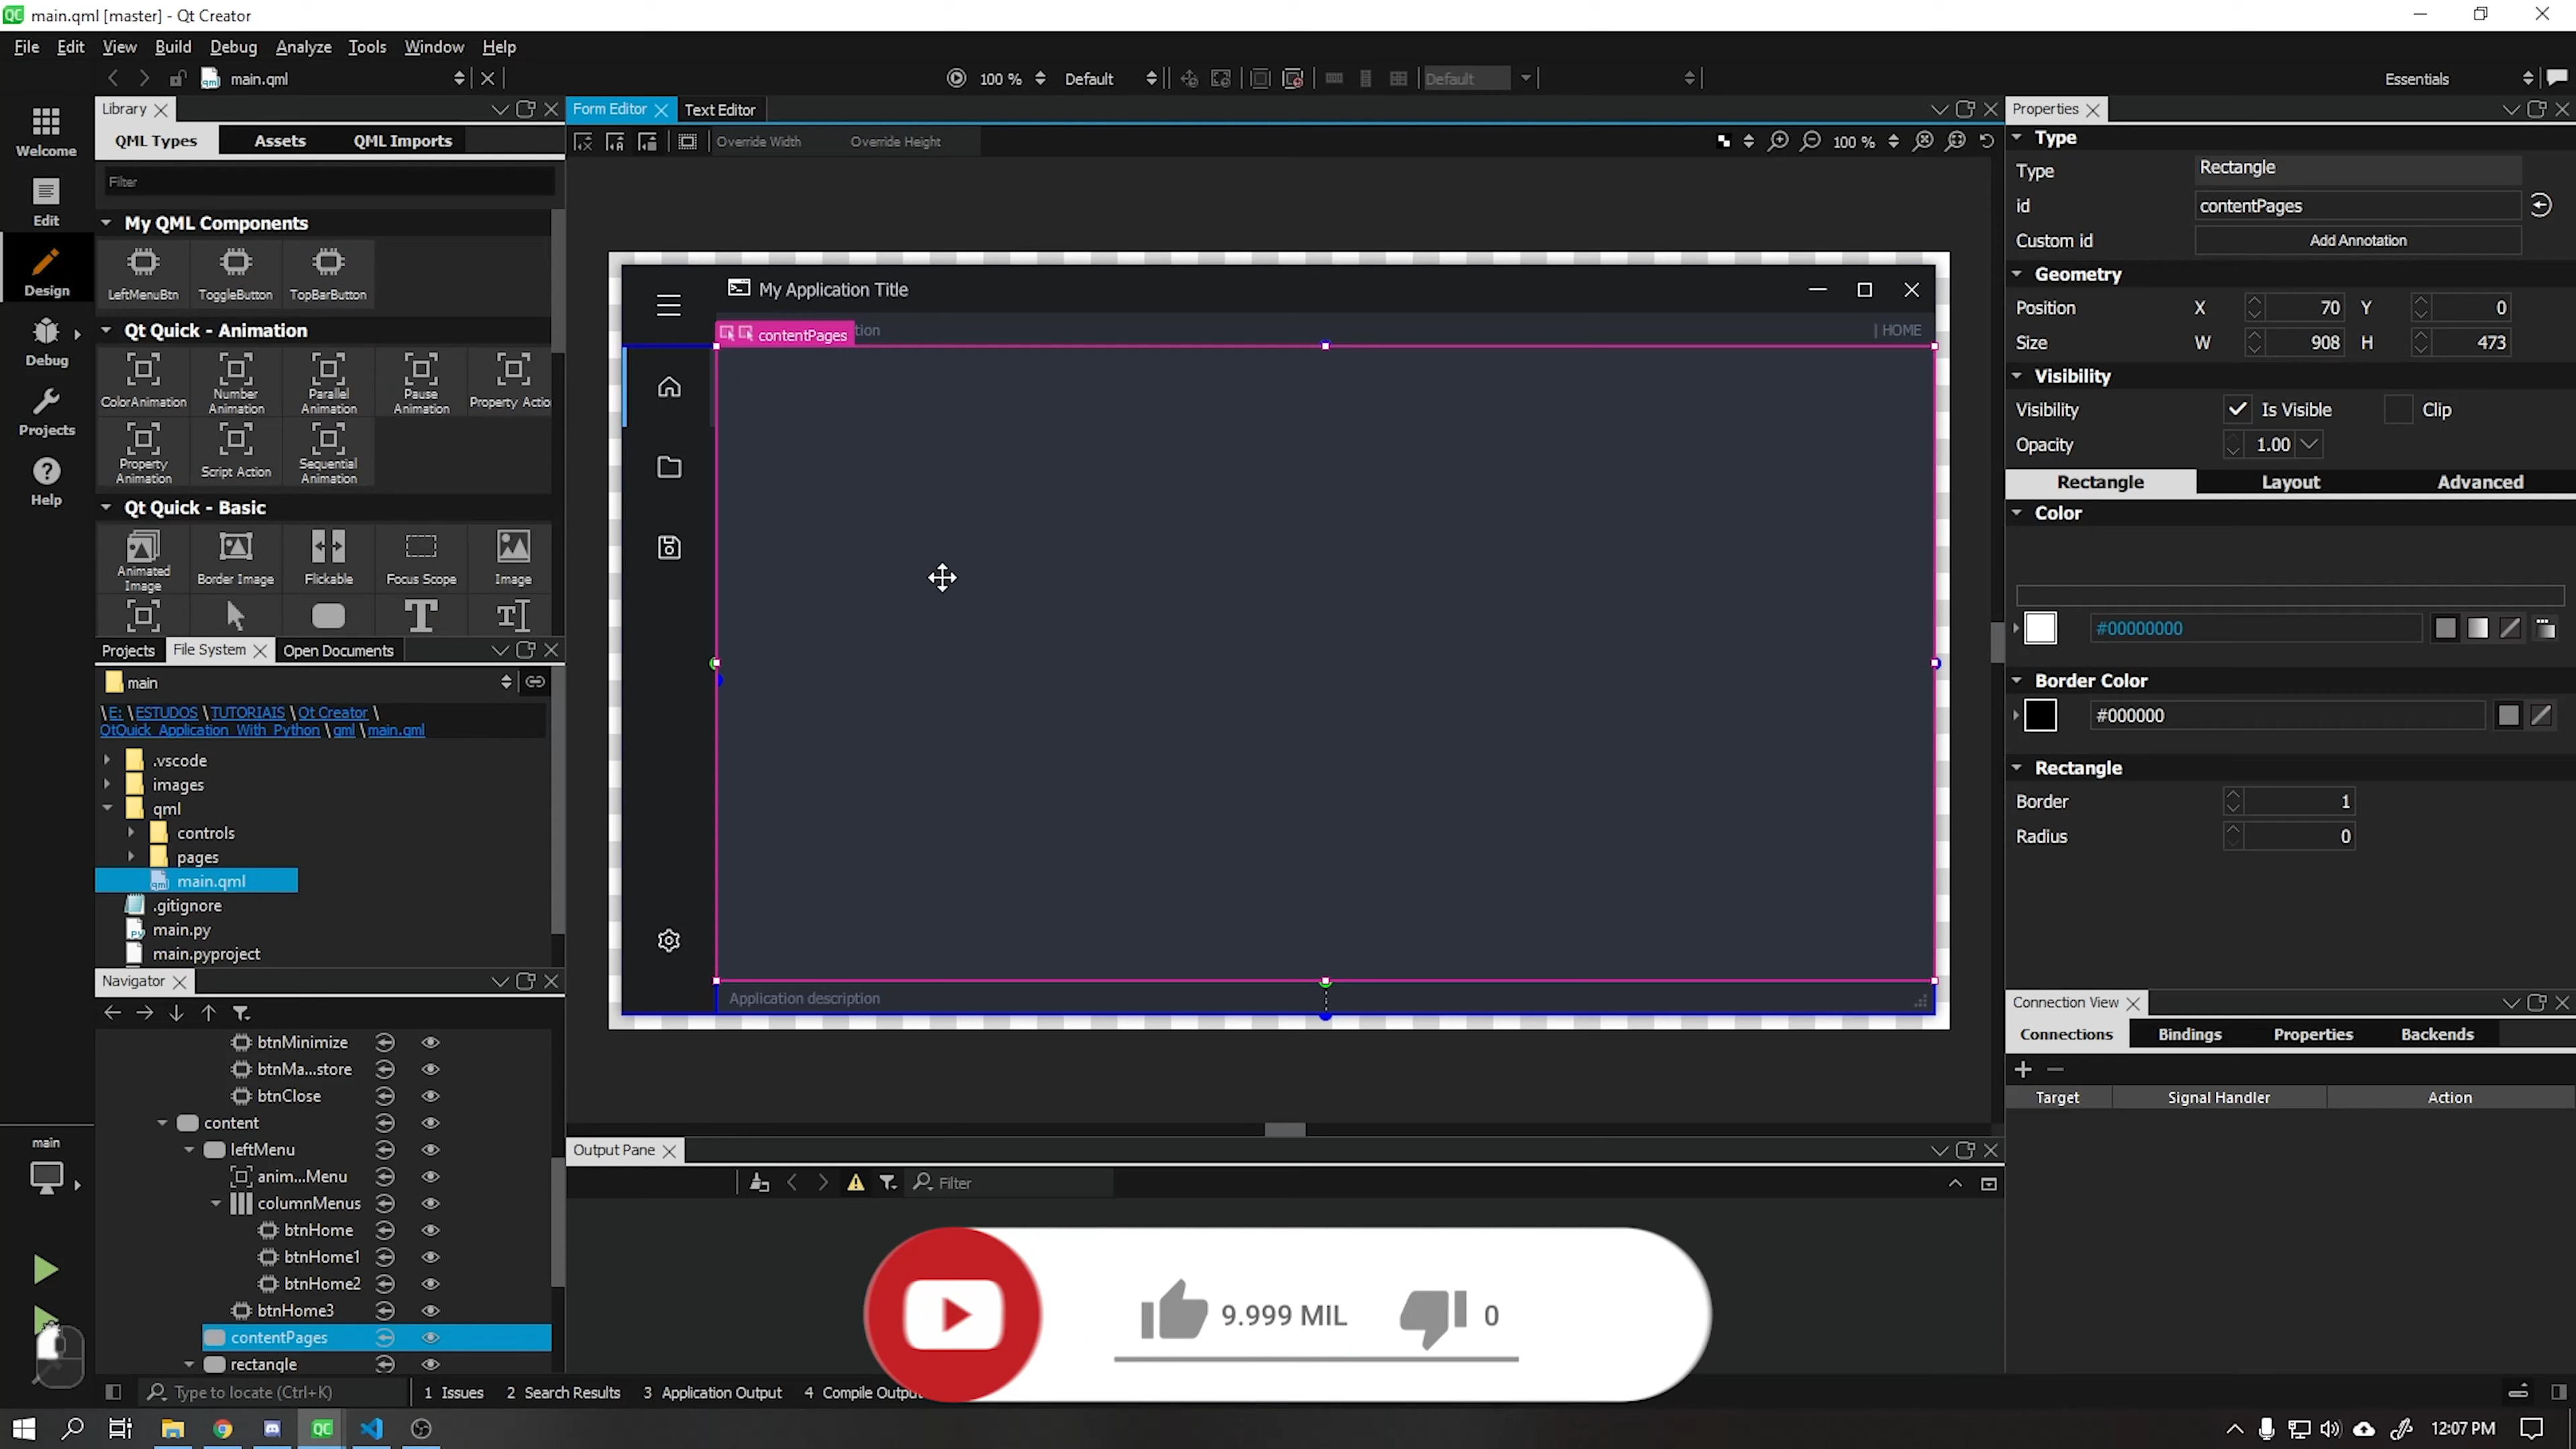 main.qml [master] - Qt Creator
File Edit View Build Debug Analyze Tools Window Help
main.qml
100 %
Default
Default
Essentials
Welcome
Edit
Design
Debug
Projects
Help
Library
QML Types Assets QML Imports
Filter
My QML Components
LeftMenuBtn ToggleButton TopBarButton
Qt Quick - Animation
ColorAnimation Number Animation Parallel Animation Pause Animation Property Actio
Property Animation Script Action Sequential Animation
Qt Quick - Basic
Animated Image Border Image Flickable Focus Scope Image
Projects File System Open Documents
main
\E: \ESTUDOS \TUTORIAIS \Qt Creator \
QtQuick_Application_With_Python \qml \main.qml
.vscode
images
qml
controls
pages
main.qml
.gitignore
main.py
main.pyproject
Navigator
btnMinimize
btnMa...store
btnClose
content
leftMenu
anim...Menu
columnMenus
btnHome
btnHome1
btnHome2
btnHome3
contentPages
rectangle
main
Form Editor Text Editor
Override Width Override Height
100 %
My Application Title
contentPages tion
| HOME
Application description
Output Pane
Filter
9.999 MIL 0
Properties
Type
Type Rectangle
id contentPages
Custom id Add Annotation
Geometry
Position X 70 Y 0
Size W 908 H 473
Visibility
Visibility Is Visible Clip
Opacity 1.00
Rectangle Layout Advanced
Color
#00000000
Border Color
#000000
Rectangle
Border 1
Radius 0
Connection View
Connections Bindings Properties Backends
Target Signal Handler Action
Type to locate (Ctrl+K) 1 Issues 2 Search Results 3 Application Output 4 Compile Outpu
12:07 PM